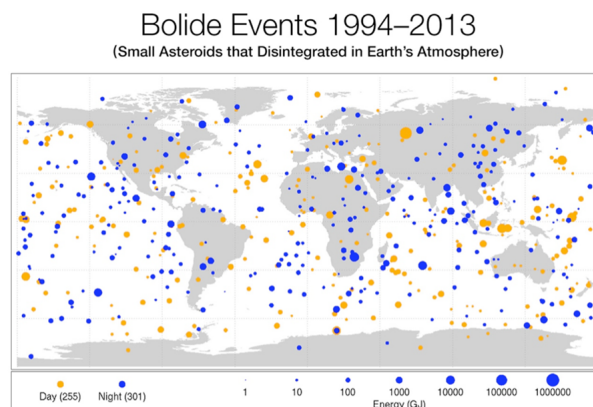 Bolide Events 1994–2013
(Small Asteroids that Disintegrated in Earth's Atmosphere)
Day (255) Night (301) 1 10 100 1000 10000 100000 1000000
Energy (GJ)